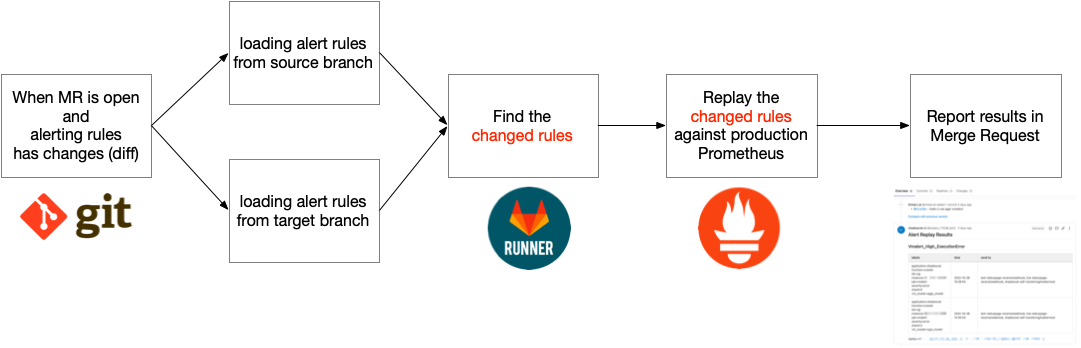 When MR is open
and
alerting rules
has changes (diff)
git
loading alert rules
from source branch
loading alert rules
from target branch
Find the
changed rules
RUNNER
Replay the
changed rules
against production
Prometheus
Report results in
Merge Request
Overview
Alert Replay Results
Vmalert_High_ExecutionError